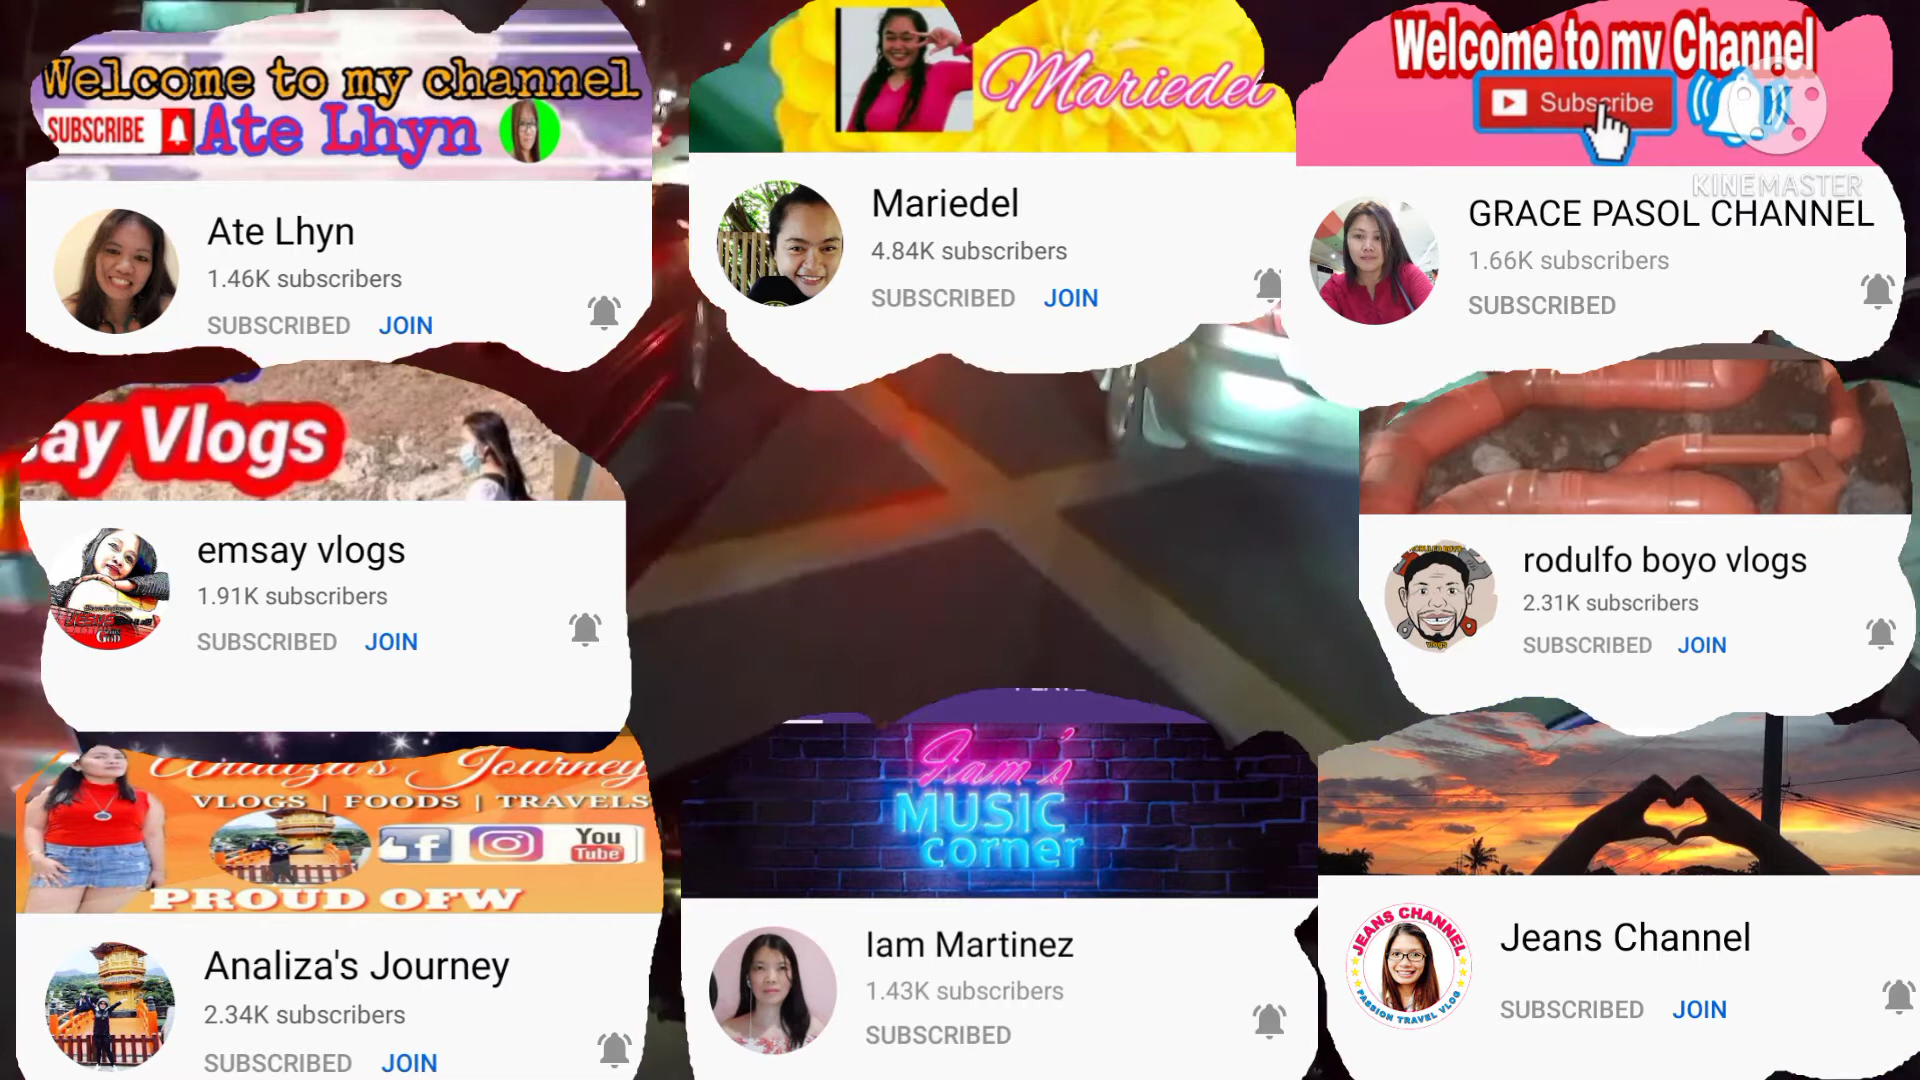 Welcome to my channel
SUBSCRIBE Ate Lhyn
Ate Lhyn
1.46K subscribers
SUBSCRIBED JOIN
Mariedel
Mariedel
4.84K subscribers
SUBSCRIBED JOIN
Welcome to my Channel
Subscribe
K
KINEMASTER
GRACE PASOL CHANNEL
1.66K subscribers
SUBSCRIBED
ay Vlogs
emsay vlogs
1.91K subscribers
SUBSCRIBED JOIN
rodulfo boyo vlogs
2.31K subscribers
SUBSCRIBED JOIN
Analiza's Journey
VLOGS | FOODS | TRAVELS
f
You
Tube
PROUD OFW
Analiza's Journey
2.34K subscribers
SUBSCRIBED JOIN
Iam's
MUSIC
corner
Iam Martinez
1.43K subscribers
SUBSCRIBED
JEANS CHANNEL
PASSION TRAVEL VLOG
Jeans Channel
SUBSCRIBED JOIN